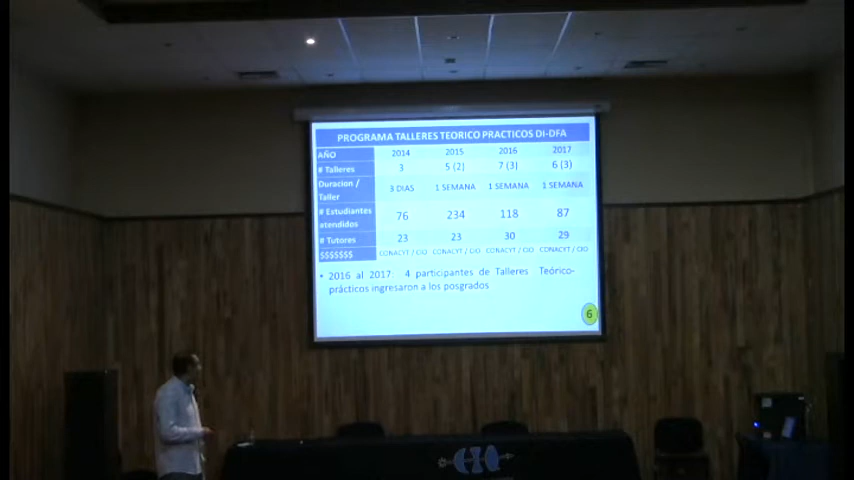 PROGRAMA TALLERES TEORICO PRACTICOS DI-DFA
AÑO 2014 2015 2016 2017
# Talleres 3 5 (2) 7 (3) 6 (3)
Duracion / Taller 3 DIAS 1 SEMANA 1 SEMANA 1 SEMANA
# Estudiantes atendidos 76 234 118 87
# Tutores 23 23 30 29
$$$$$$$ CONACYT / CIO CONACYT / CIO CONACYT / CIO CONACYT / CIO
• 2016 al 2017: 4 participantes de Talleres Teórico-
prácticos ingresaron a los posgrados
6
CIO